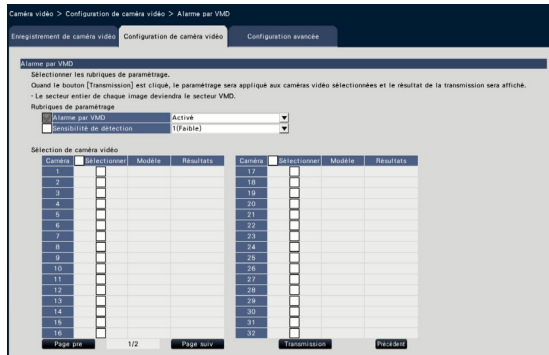 Caméra vidéo > Configuration de caméra vidéo > Alarme par VMD
Enregistrement de caméra vidéo Configuration de caméra vidéo Configuration avancée
Alarme par VMD
Sélectionner les rubriques de paramétrage.
Quand le bouton [Transmission] est cliqué, le paramétrage sera appliqué aux caméras vidéo sélectionnées et le résultat de la transmission sera affiché.
・Le secteur entier de chaque image deviendra le secteur VMD.
Rubriques de paramétrage
Alarme par VMD Activé
Sensibilité de détection 1(Faible)
Sélection de caméra vidéo
Caméra Sélectionner Modèle Résultats Caméra Sélectionner Modèle Résultats
1 17
2 18
3 19
4 20
5 21
6 22
7 23
8 24
9 25
10 26
11 27
12 28
13 29
14 30
15 31
16 32
Page pre 1/2 Page suiv Transmission Précédent